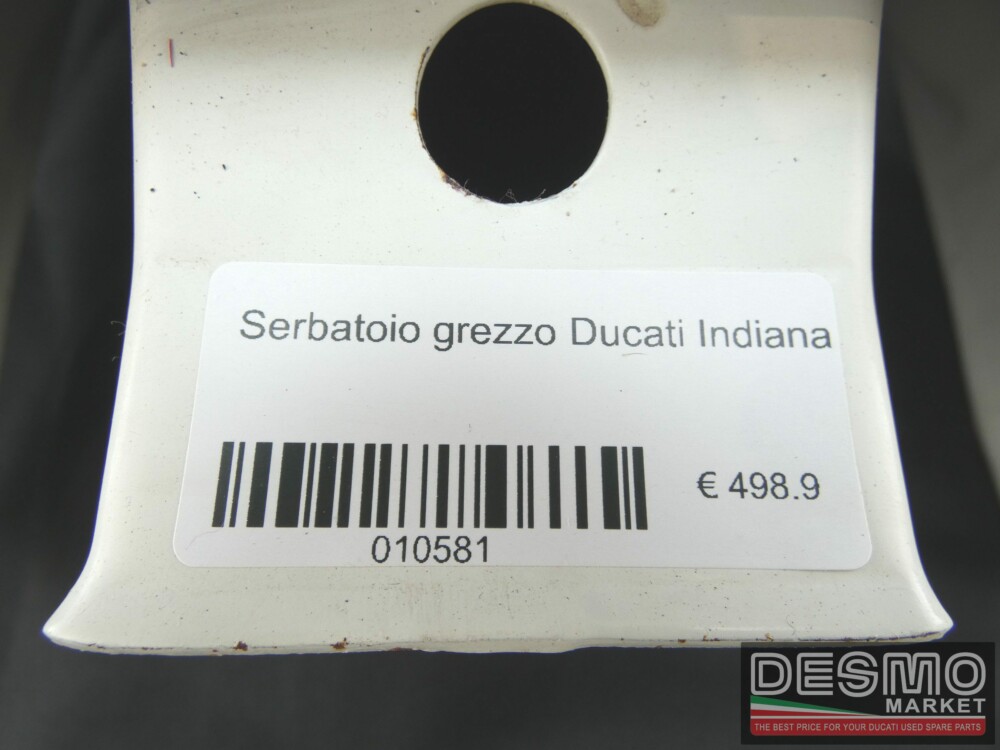 Serbatoio grezzo Ducati Indiana
€ 498.9
010581
DESMO
MARKET
THE BEST PRICE FOR YOUR DUCATI USED SPARE PARTS